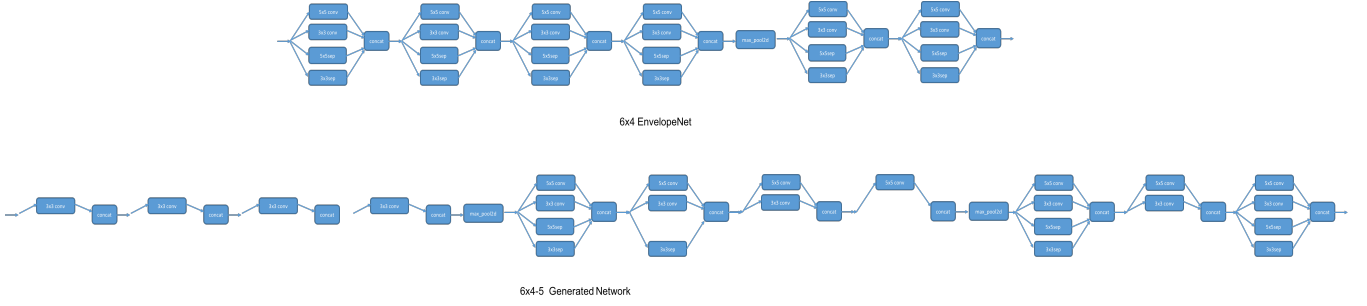 5x5 conv 5x5 conv 5x5 conv 5x5 conv 5x5 conv 5x5 conv
3x3 conv 3x3 conv 3x3 conv 3x3 conv 3x3 conv 3x3 conv
concat concat concat concat max_pool2d concat concat
5x5sep 5x5sep 5x5sep 5x5sep 5x5sep 5x5sep
3x3sep 3x3sep 3x3sep 3x3sep 3x3sep 3x3sep
6x4 EnvelopeNet
5x5 conv 5x5 conv 5x5 conv 5x5 conv 5x5 conv 5x5 conv
3x3 conv 3x3 conv 3x3 conv 3x3 conv 3x3 conv 3x3 conv 3x3 conv 3x3 conv 3x3 conv 3x3 conv
concat concat concat concat max_pool2d concat concat concat concat max_pool2d concat concat concat
5x5sep 5x5sep 5x5sep
3x3sep 3x3sep 3x3sep 3x3sep
6x4-5 Generated Network